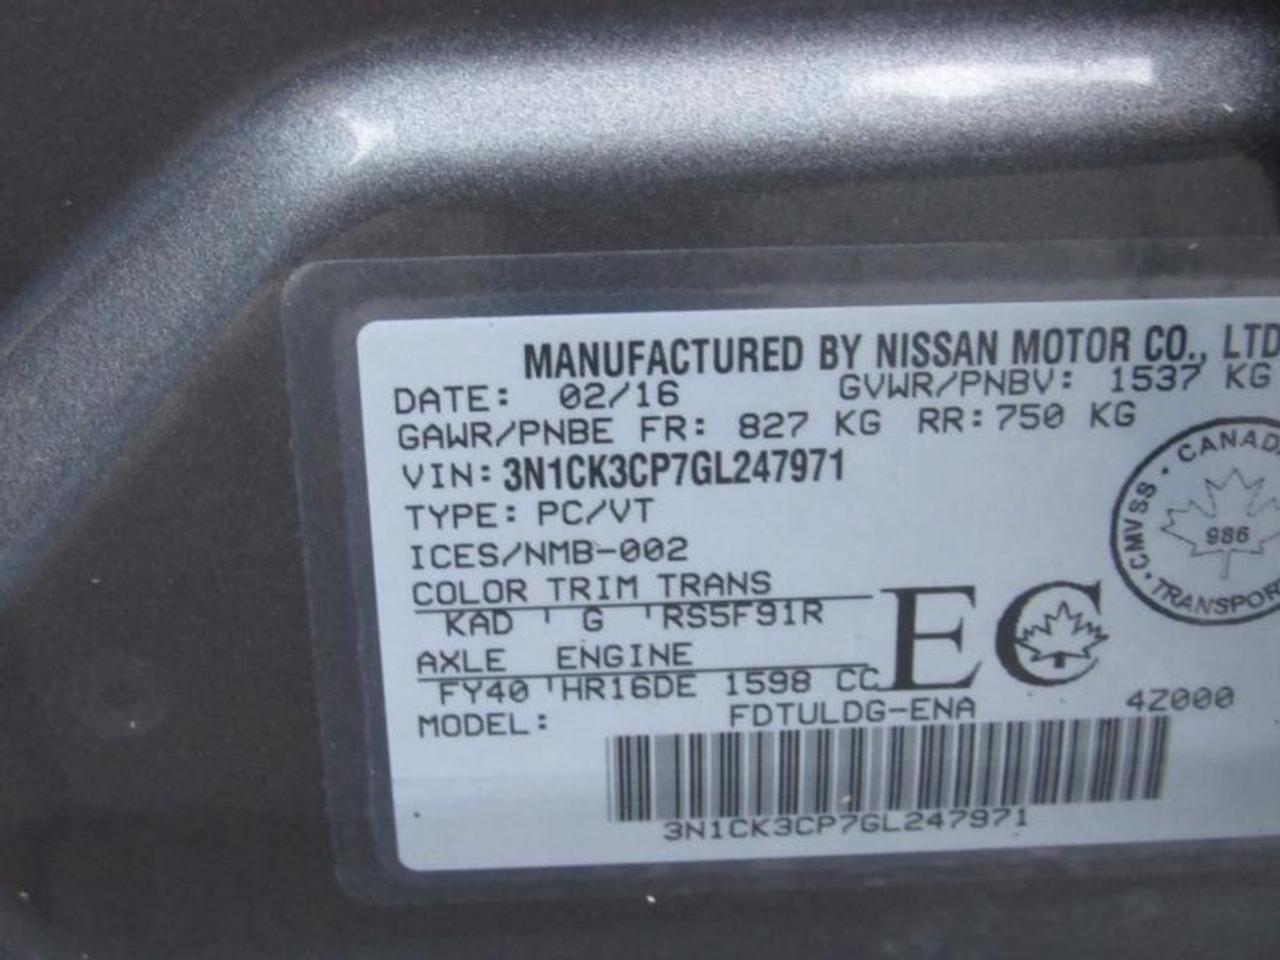 MANUFACTURED BY NISSAN MOTOR CO., LTD
DATE: 02/16 GVWR/PNBV: 1537 KG
GAWR/PNBE FR: 827 KG RR:750 KG
VIN: 3N1CK3CP7GL247971
TYPE: PC/VT
ICES/NMB-002
COLOR TRIM TRANS
KAD G RS5F91R
AXLE ENGINE
FY40 HR16DE 1598 CC
MODEL: FDTULDG-ENA 4Z000
3N1CK3CP7GL247971
EC
CANADA
CMVSS
986
TRANSPOR